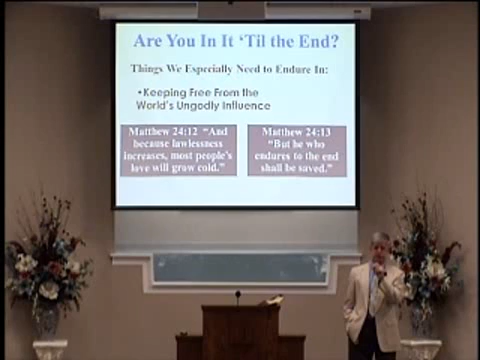 Are You In It ‘Til the End?
Things We Especially Need to Endure In:
•Keeping Free From the
World's Ungodly Influence
Matthew 24:12 “And
because lawlessness
increases, most people's
love will grow cold.”
Matthew 24:13
“But he who
endures to the end
shall be saved.”